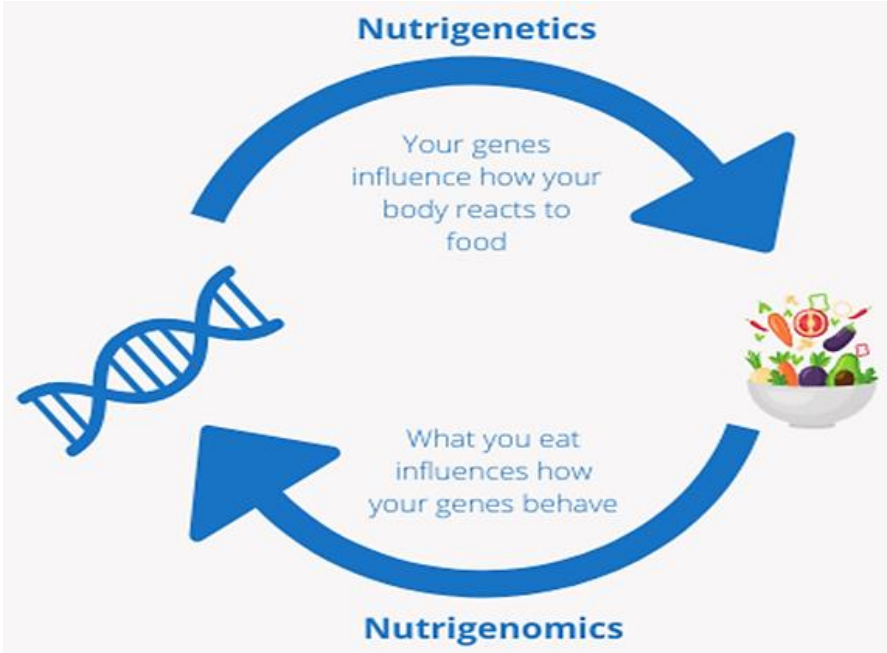 Nutrigenetics
Your genes
influence how your
body reacts to
food
What you eat
influences how
your genes behave
Nutrigenomics